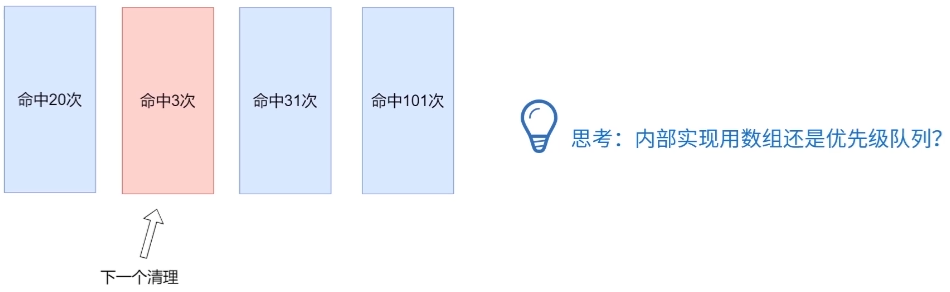 命中20次
命中3次
命中31次
命中101次
思考：内部实现用数组还是优先级队列？
下一个清理